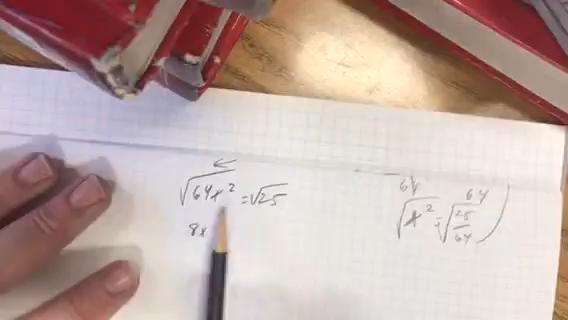 √64x² = √25
8x
64 64
√x² = √25/64